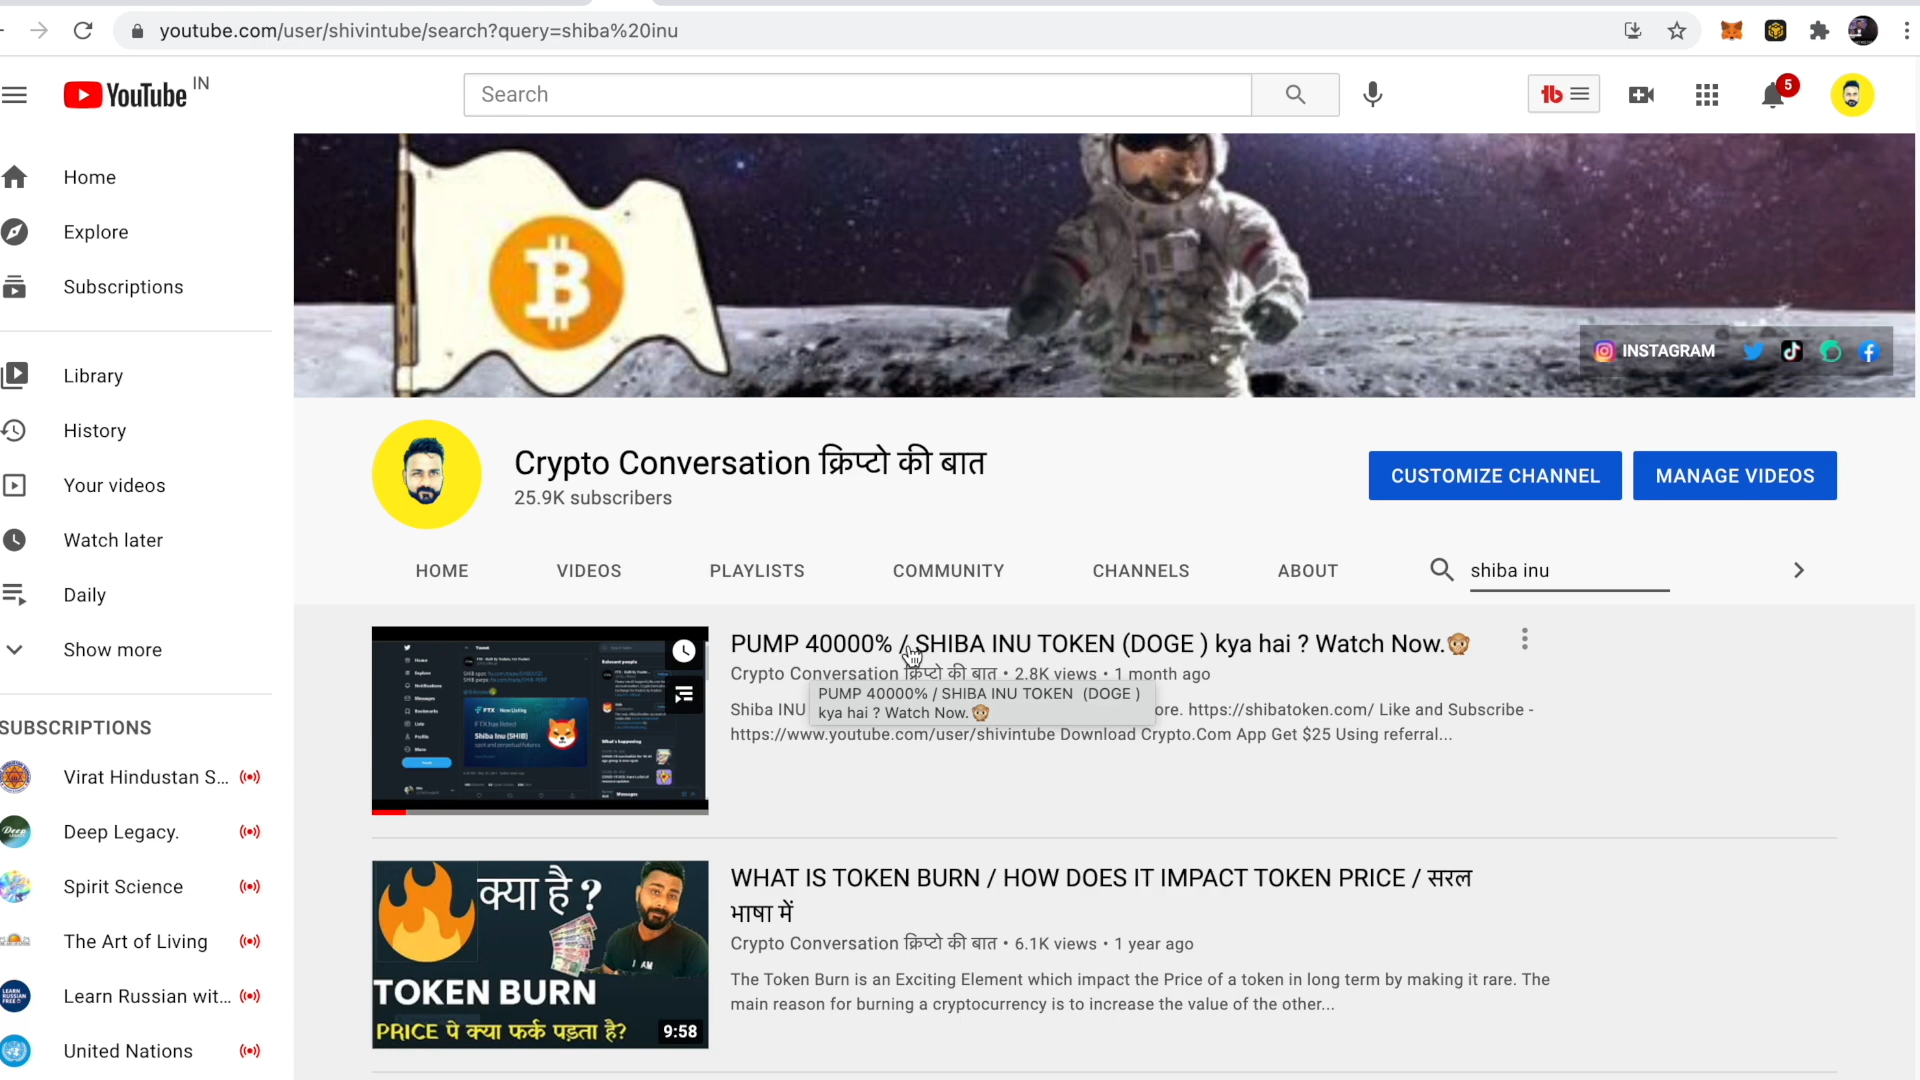 youtube.com/user/shivintube/search?query=shiba%20inu
YouTube IN
Search
5
Home
Explore
Subscriptions
Library
History
Your videos
Watch later
Daily
Show more
SUBSCRIPTIONS
Virat Hindustan S...
Deep Legacy.
Spirit Science
The Art of Living
Learn Russian wit...
United Nations
INSTAGRAM
Crypto Conversation क्रिप्टो की बात
25.9K subscribers
CUSTOMIZE CHANNEL
MANAGE VIDEOS
HOME
VIDEOS
PLAYLISTS
COMMUNITY
CHANNELS
ABOUT
shiba inu
FTX
Shiba Inu (SHIB)
PUMP 40000% / SHIBA INU TOKEN (DOGE ) kya hai ? Watch Now.🙊
Crypto Conversation क्रिप्टो की बात • 2.8K views • 1 month ago
PUMP 40000% / SHIBA INU TOKEN (DOGE )
kya hai ? Watch Now.🙊
Shiba INU ore. https://shibatoken.com/ Like and Subscribe -
https://www.youtube.com/user/shivintube Download Crypto.Com App Get $25 Using referral...
क्या है ?
I AM
TOKEN BURN
PRICE पे क्या फर्क पड़ता है?
9:58
WHAT IS TOKEN BURN / HOW DOES IT IMPACT TOKEN PRICE / सरल
भाषा में
Crypto Conversation क्रिप्टो की बात • 6.1K views • 1 year ago
The Token Burn is an Exciting Element which impact the Price of a token in long term by making it rare. The
main reason for burning a cryptocurrency is to increase the value of the other...